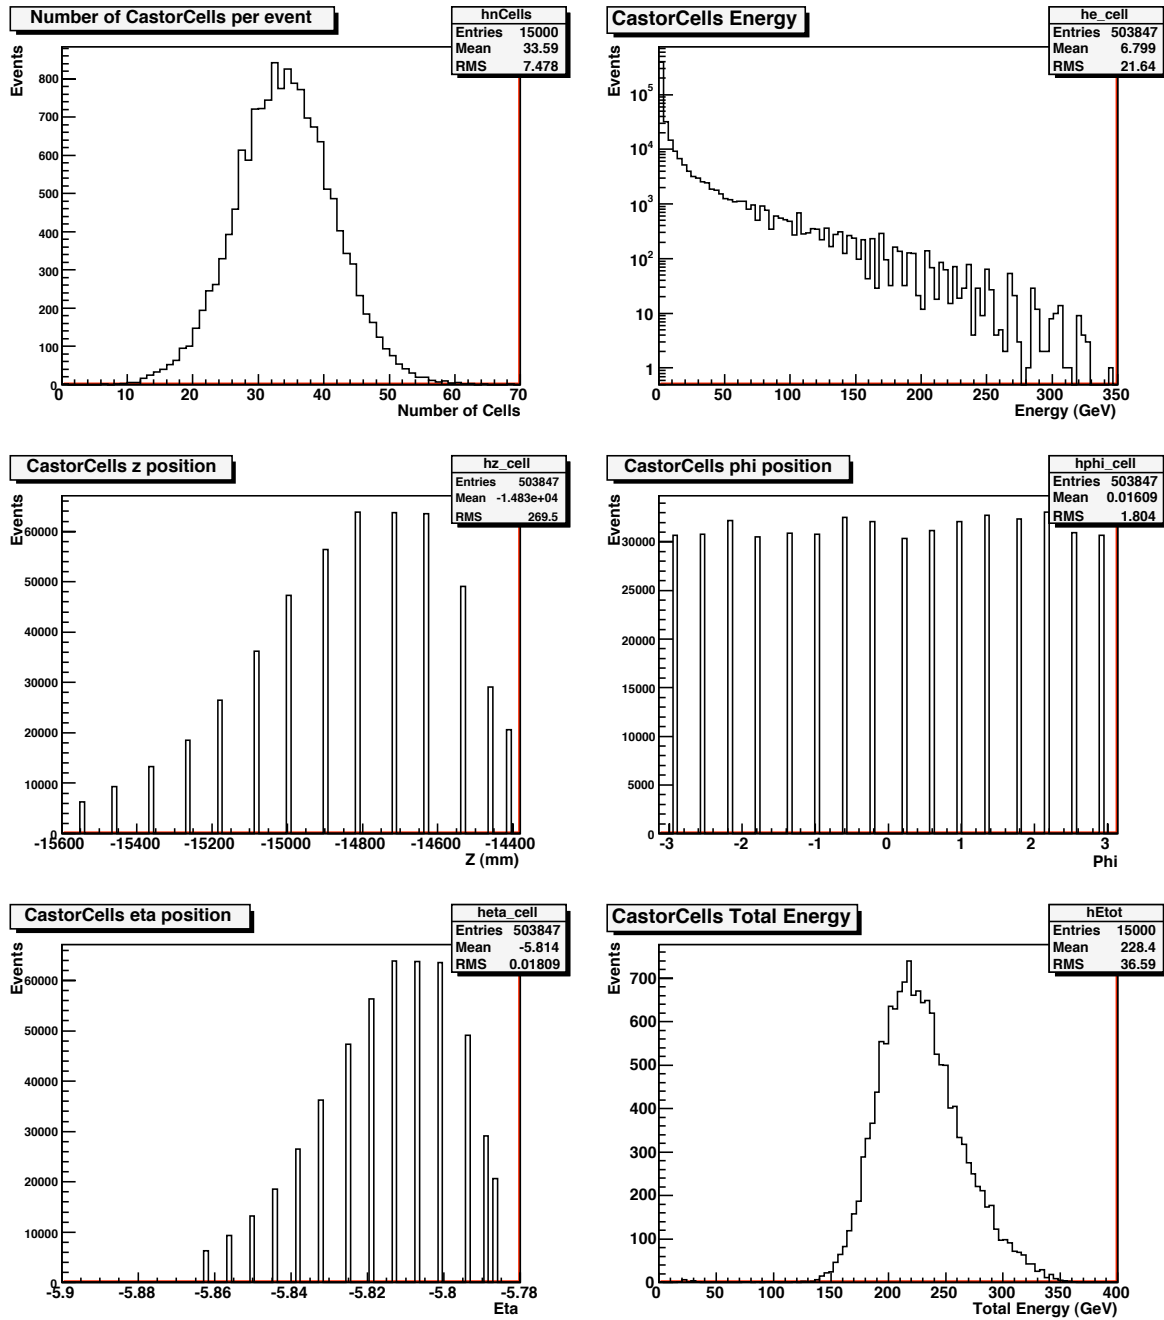 Number of CastorCells per event
hnCells
Entries 15000
Mean 33.59
RMS 7.478
Events
800
700
600
500
400
300
200
100
0
0 10 20 30 40 50 60 70
Number of Cells
CastorCells Energy
he_cell
Entries 503847
Mean 6.799
RMS 21.64
Events
10^5
10^4
10^3
10^2
10
1
0 50 100 150 200 250 300 350
Energy (GeV)
CastorCells z position
hz_cell
Entries 503847
Mean -1.483e+04
RMS 269.5
Events
60000
50000
40000
30000
20000
10000
0
-15600 -15400 -15200 -15000 -14800 -14600 -14400
Z (mm)
CastorCells phi position
hphi_cell
Entries 503847
Mean 0.01609
RMS 1.804
Events
30000
25000
20000
15000
10000
5000
0
-3 -2 -1 0 1 2 3
Phi
CastorCells eta position
heta_cell
Entries 503847
Mean -5.814
RMS 0.01809
Events
60000
50000
40000
30000
20000
10000
0
-5.9 -5.88 -5.86 -5.84 -5.82 -5.8 -5.78
Eta
CastorCells Total Energy
hEtot
Entries 15000
Mean 228.4
RMS 36.59
Events
700
600
500
400
300
200
100
0
0 50 100 150 200 250 300 350 400
Total Energy (GeV)